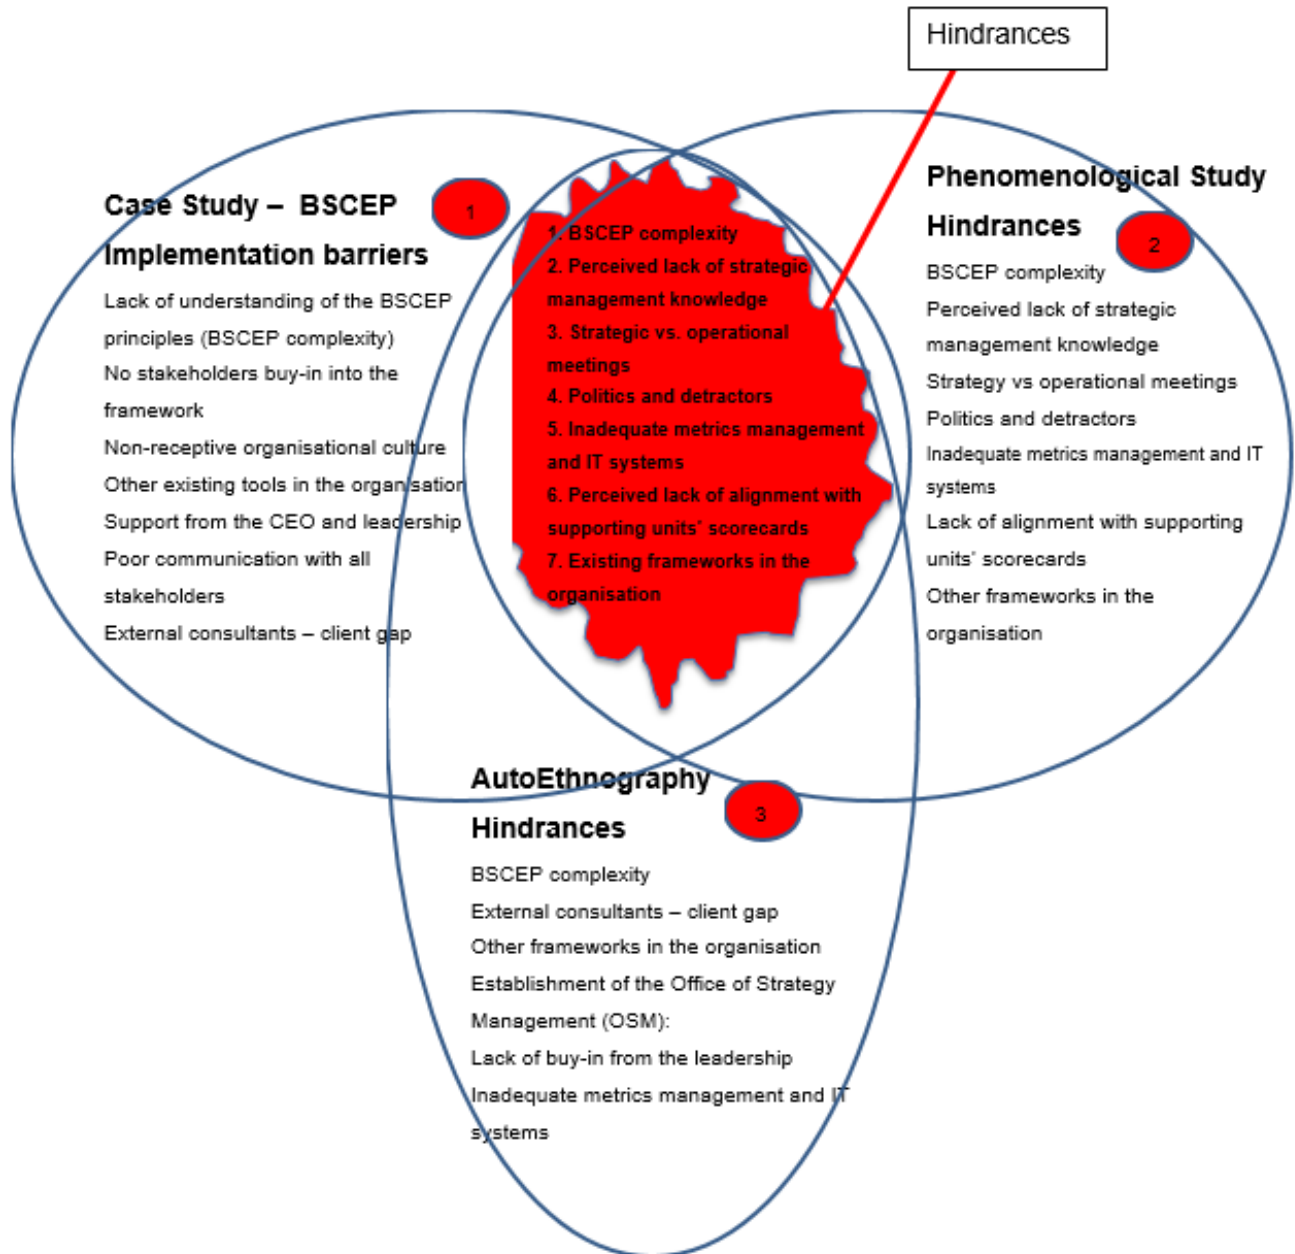 Hindrances
Case Study – BSCEP
Implementation barriers
1
Lack of understanding of the BSCEP
principles (BSCEP complexity)
No stakeholders buy-in into the
framework
Non-receptive organisational culture
Other existing tools in the organisation
Support from the CEO and leadership
Poor communication with all
stakeholders
External consultants – client gap
1. BSCEP complexity
2. Perceived lack of strategic
management knowledge
3. Strategic vs. operational
meetings
4. Politics and detractors
5. Inadequate metrics management
and IT systems
6. Perceived lack of alignment with
supporting units' scorecards
7. Existing frameworks in the
organisation
Phenomenological Study
Hindrances
2
BSCEP complexity
Perceived lack of strategic
management knowledge
Strategy vs operational meetings
Politics and detractors
Inadequate metrics management and IT
systems
Lack of alignment with supporting
units' scorecards
Other frameworks in the
organisation
AutoEthnography
Hindrances
3
BSCEP complexity
External consultants – client gap
Other frameworks in the organisation
Establishment of the Office of Strategy
Management (OSM):
Lack of buy-in from the leadership
Inadequate metrics management and IT
systems